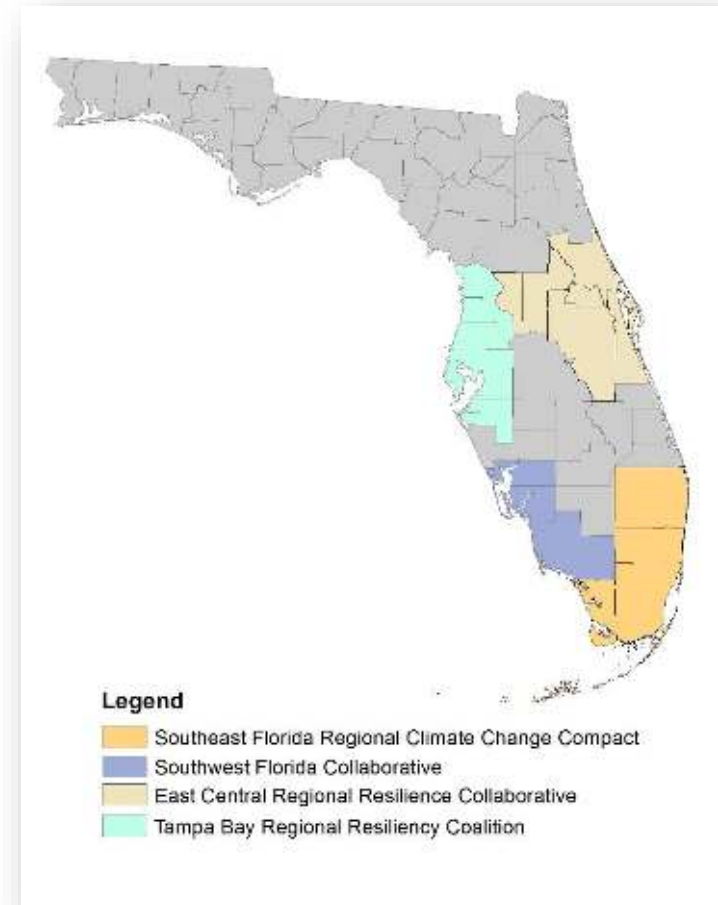 Legend
Southeast Florida Regional Climate Change Compact
Southwest Florida Collaborative
East Central Regional Resilience Collaborative
Tampa Bay Regional Resiliency Coalition